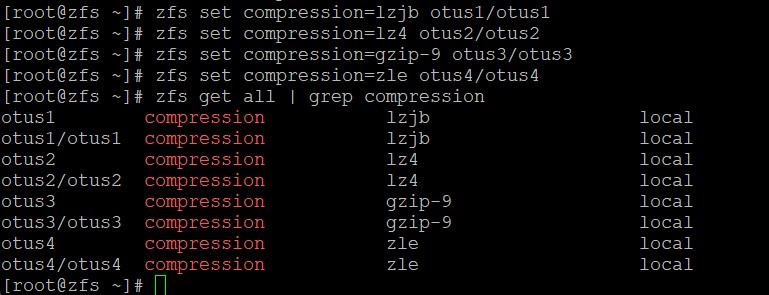 [root@zfs ~]# zfs set compression=lzjb otus1/otus1
[root@zfs ~]# zfs set compression=lz4 otus2/otus2
[root@zfs ~]# zfs set compression=gzip-9 otus3/otus3
[root@zfs ~]# zfs set compression=zle otus4/otus4
[root@zfs ~]# zfs get all | grep compression
otus1 compression lzjb local
otus1/otus1 compression lzjb local
otus2 compression lz4 local
otus2/otus2 compression lz4 local
otus3 compression gzip-9 local
otus3/otus3 compression gzip-9 local
otus4 compression zle local
otus4/otus4 compression zle local
[root@zfs ~]#